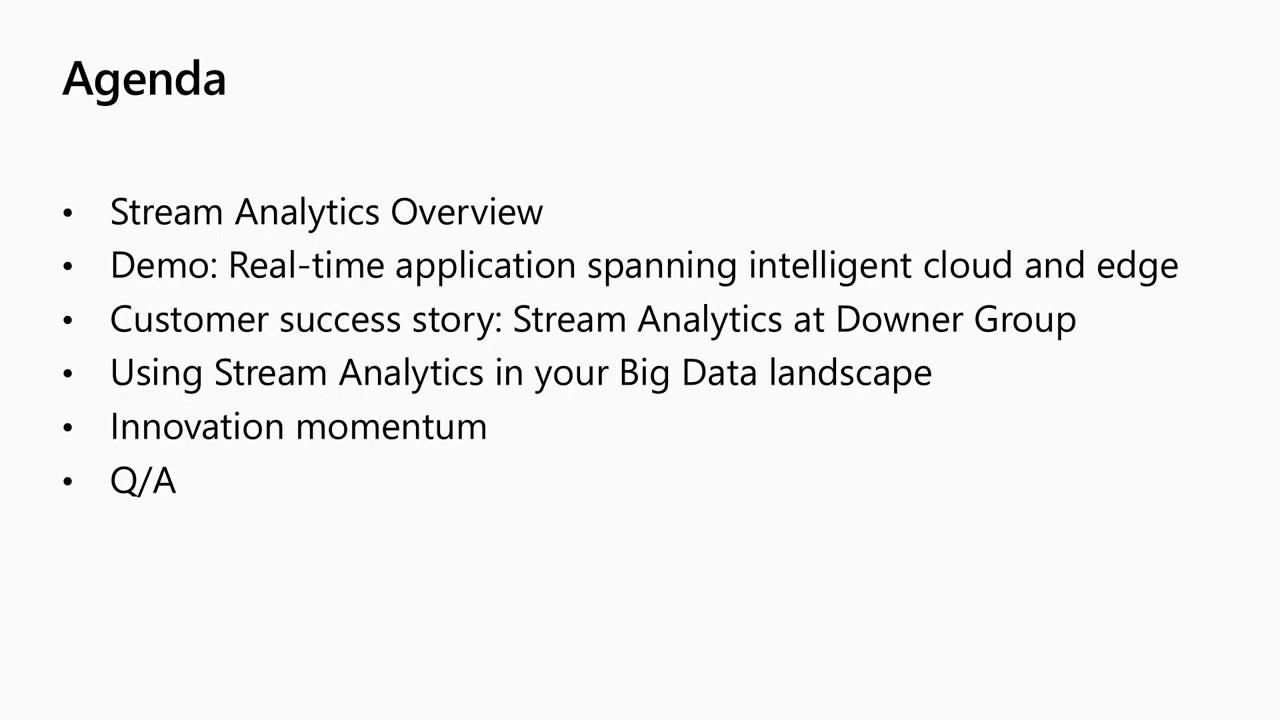 Agenda
• Stream Analytics Overview
• Demo: Real-time application spanning intelligent cloud and edge
• Customer success story: Stream Analytics at Downer Group
• Using Stream Analytics in your Big Data landscape
• Innovation momentum
• Q/A